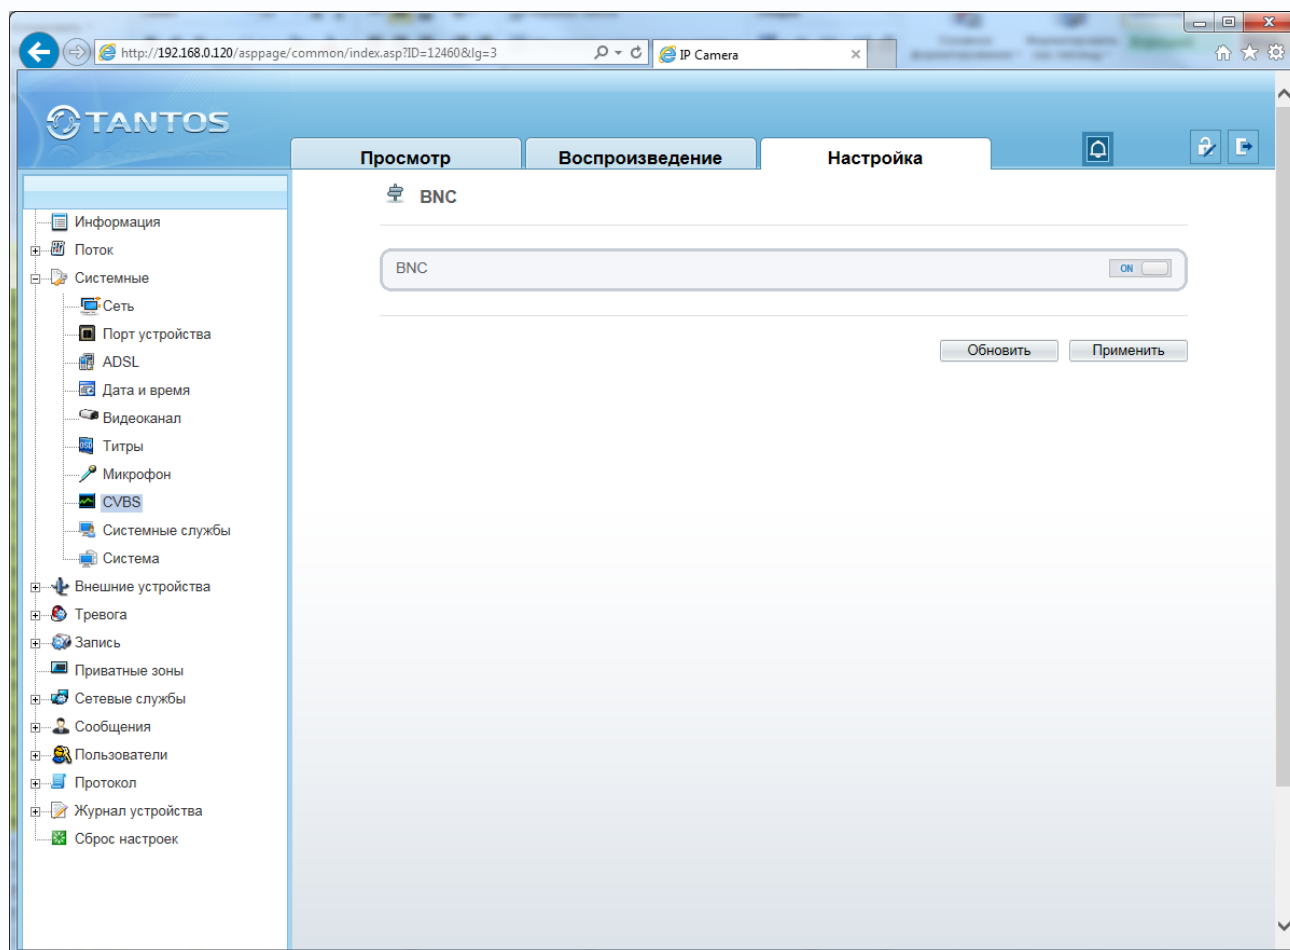 http://192.168.0.120/asppage/common/index.asp?ID=12460&lg=3
IP Camera
TANTOS
Просмотр
Воспроизведение
Настройка
BNC
BNC
ON
Обновить
Применить
Информация
Поток
Системные
Сеть
Порт устройства
ADSL
Дата и время
Видеоканал
Титры
Микрофон
CVBS
Системные службы
Система
Внешние устройства
Тревога
Запись
Приватные зоны
Сетевые службы
Сообщения
Пользователи
Протокол
Журнал устройства
Сброс настроек